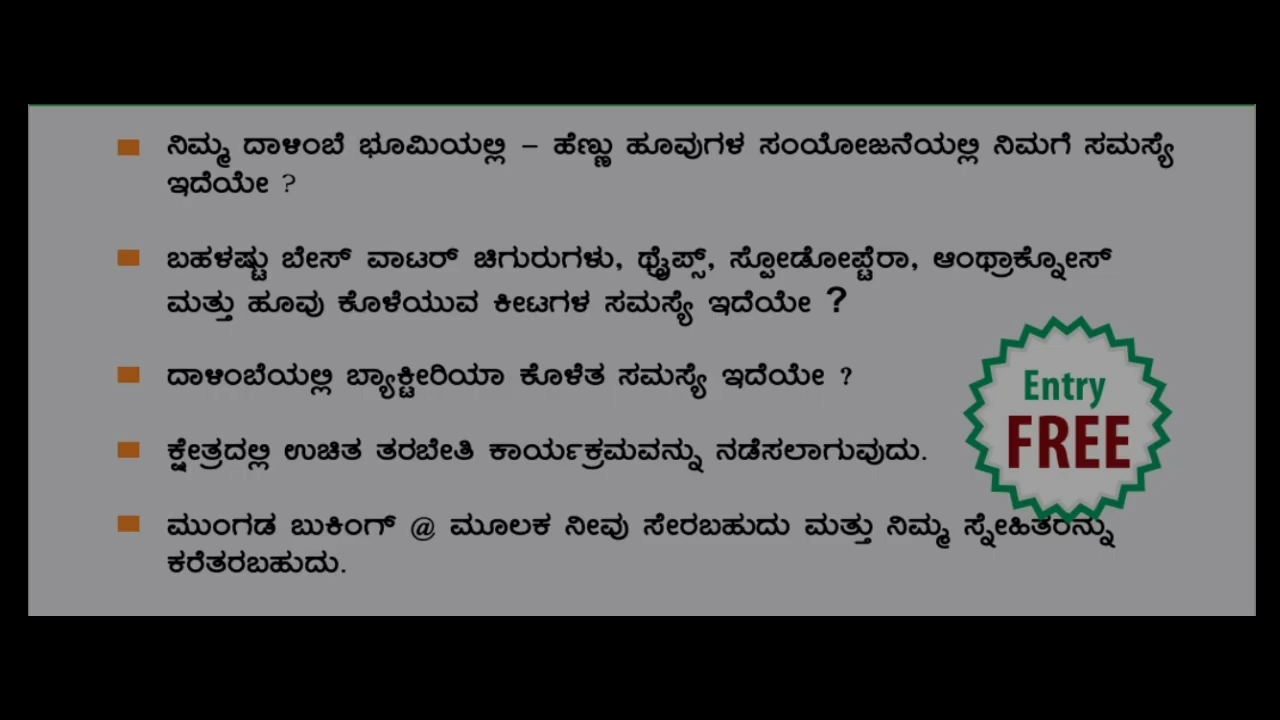 ನಿಮ್ಮ ದಾಳಿಂಬೆ ಭೂಮಿಯಲ್ಲಿ – ಹೆಣ್ಣು ಹೂವುಗಳ ಸಂಯೋಜನೆಯಲ್ಲಿ ನಿಮಗೆ ಸಮಸ್ಯೆ
ಇದೆಯೇ ?
ಬಹಳಷ್ಟು ಬೇಸ್ ವಾಟರ್ ಚಿಗುರುಗಳು, ಥ್ರೈಪ್ಸ್, ಸ್ಪೋಡೋಪ್ಟೆರಾ, ಆಂಥ್ರಾಕ್ನೋಸ್
ಮತ್ತು ಹೂವು ಕೊಳೆಯುವ ಕೀಟಗಳ ಸಮಸ್ಯೆ ಇದೆಯೇ ?
ದಾಳಿಂಬೆಯಲ್ಲಿ ಬ್ಯಾಕ್ಟೀರಿಯಾ ಕೊಳೆತ ಸಮಸ್ಯೆ ಇದೆಯೇ ?
ಕ್ಷೇತ್ರದಲ್ಲಿ ಉಚಿತ ತರಬೇತಿ ಕಾರ್ಯಕ್ರಮವನ್ನು ನಡೆಸಲಾಗುವುದು.
ಮುಂಗಡ ಬುಕಿಂಗ್ @ ಮೂಲಕ ನೀವು ಸೇರಬಹುದು ಮತ್ತು ನಿಮ್ಮ ಸ್ನೇಹಿತರನ್ನು
ಕರೆತರಬಹುದು.
Entry
FREE